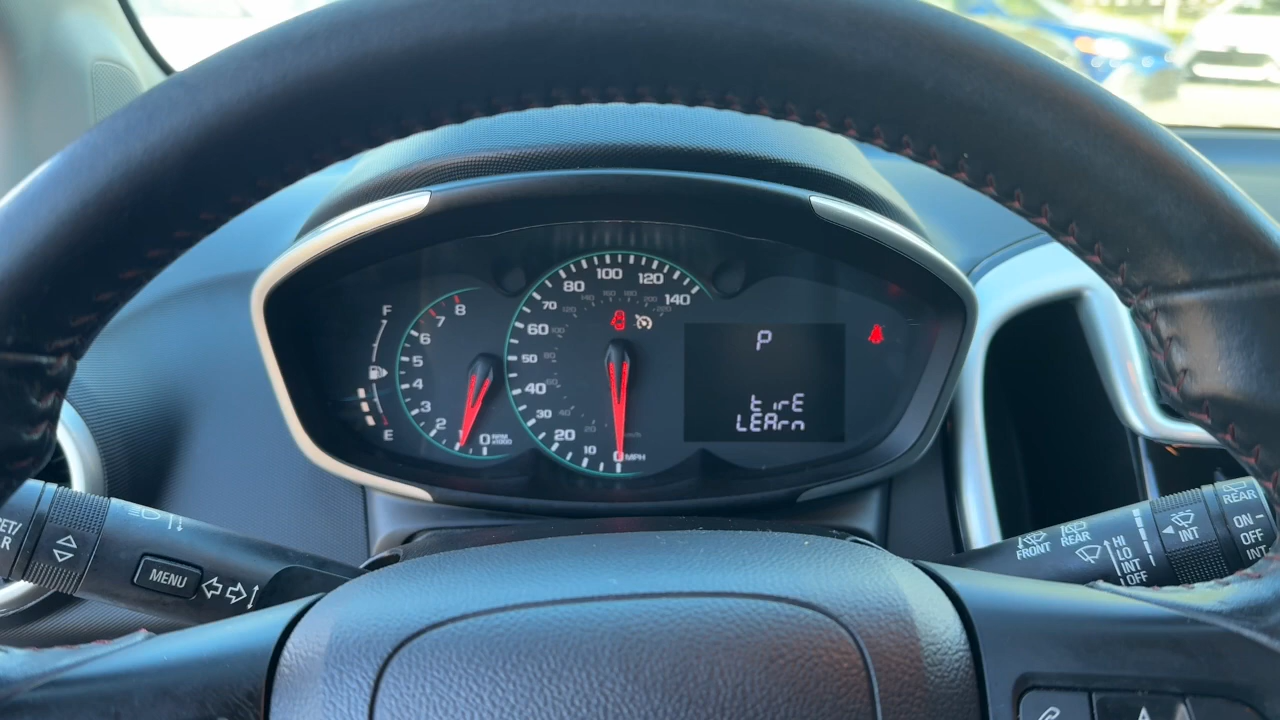 F
E
8
7
6
5
4
3
2
0
RPM
x1000
140
120
100
80
70
60
50
40
30
20
10
0
MPH
P
tirE
LEArn
MENU
FRONT
REAR
HI
LO
INT
OFF
INT
REAR
ON
OFF
INT